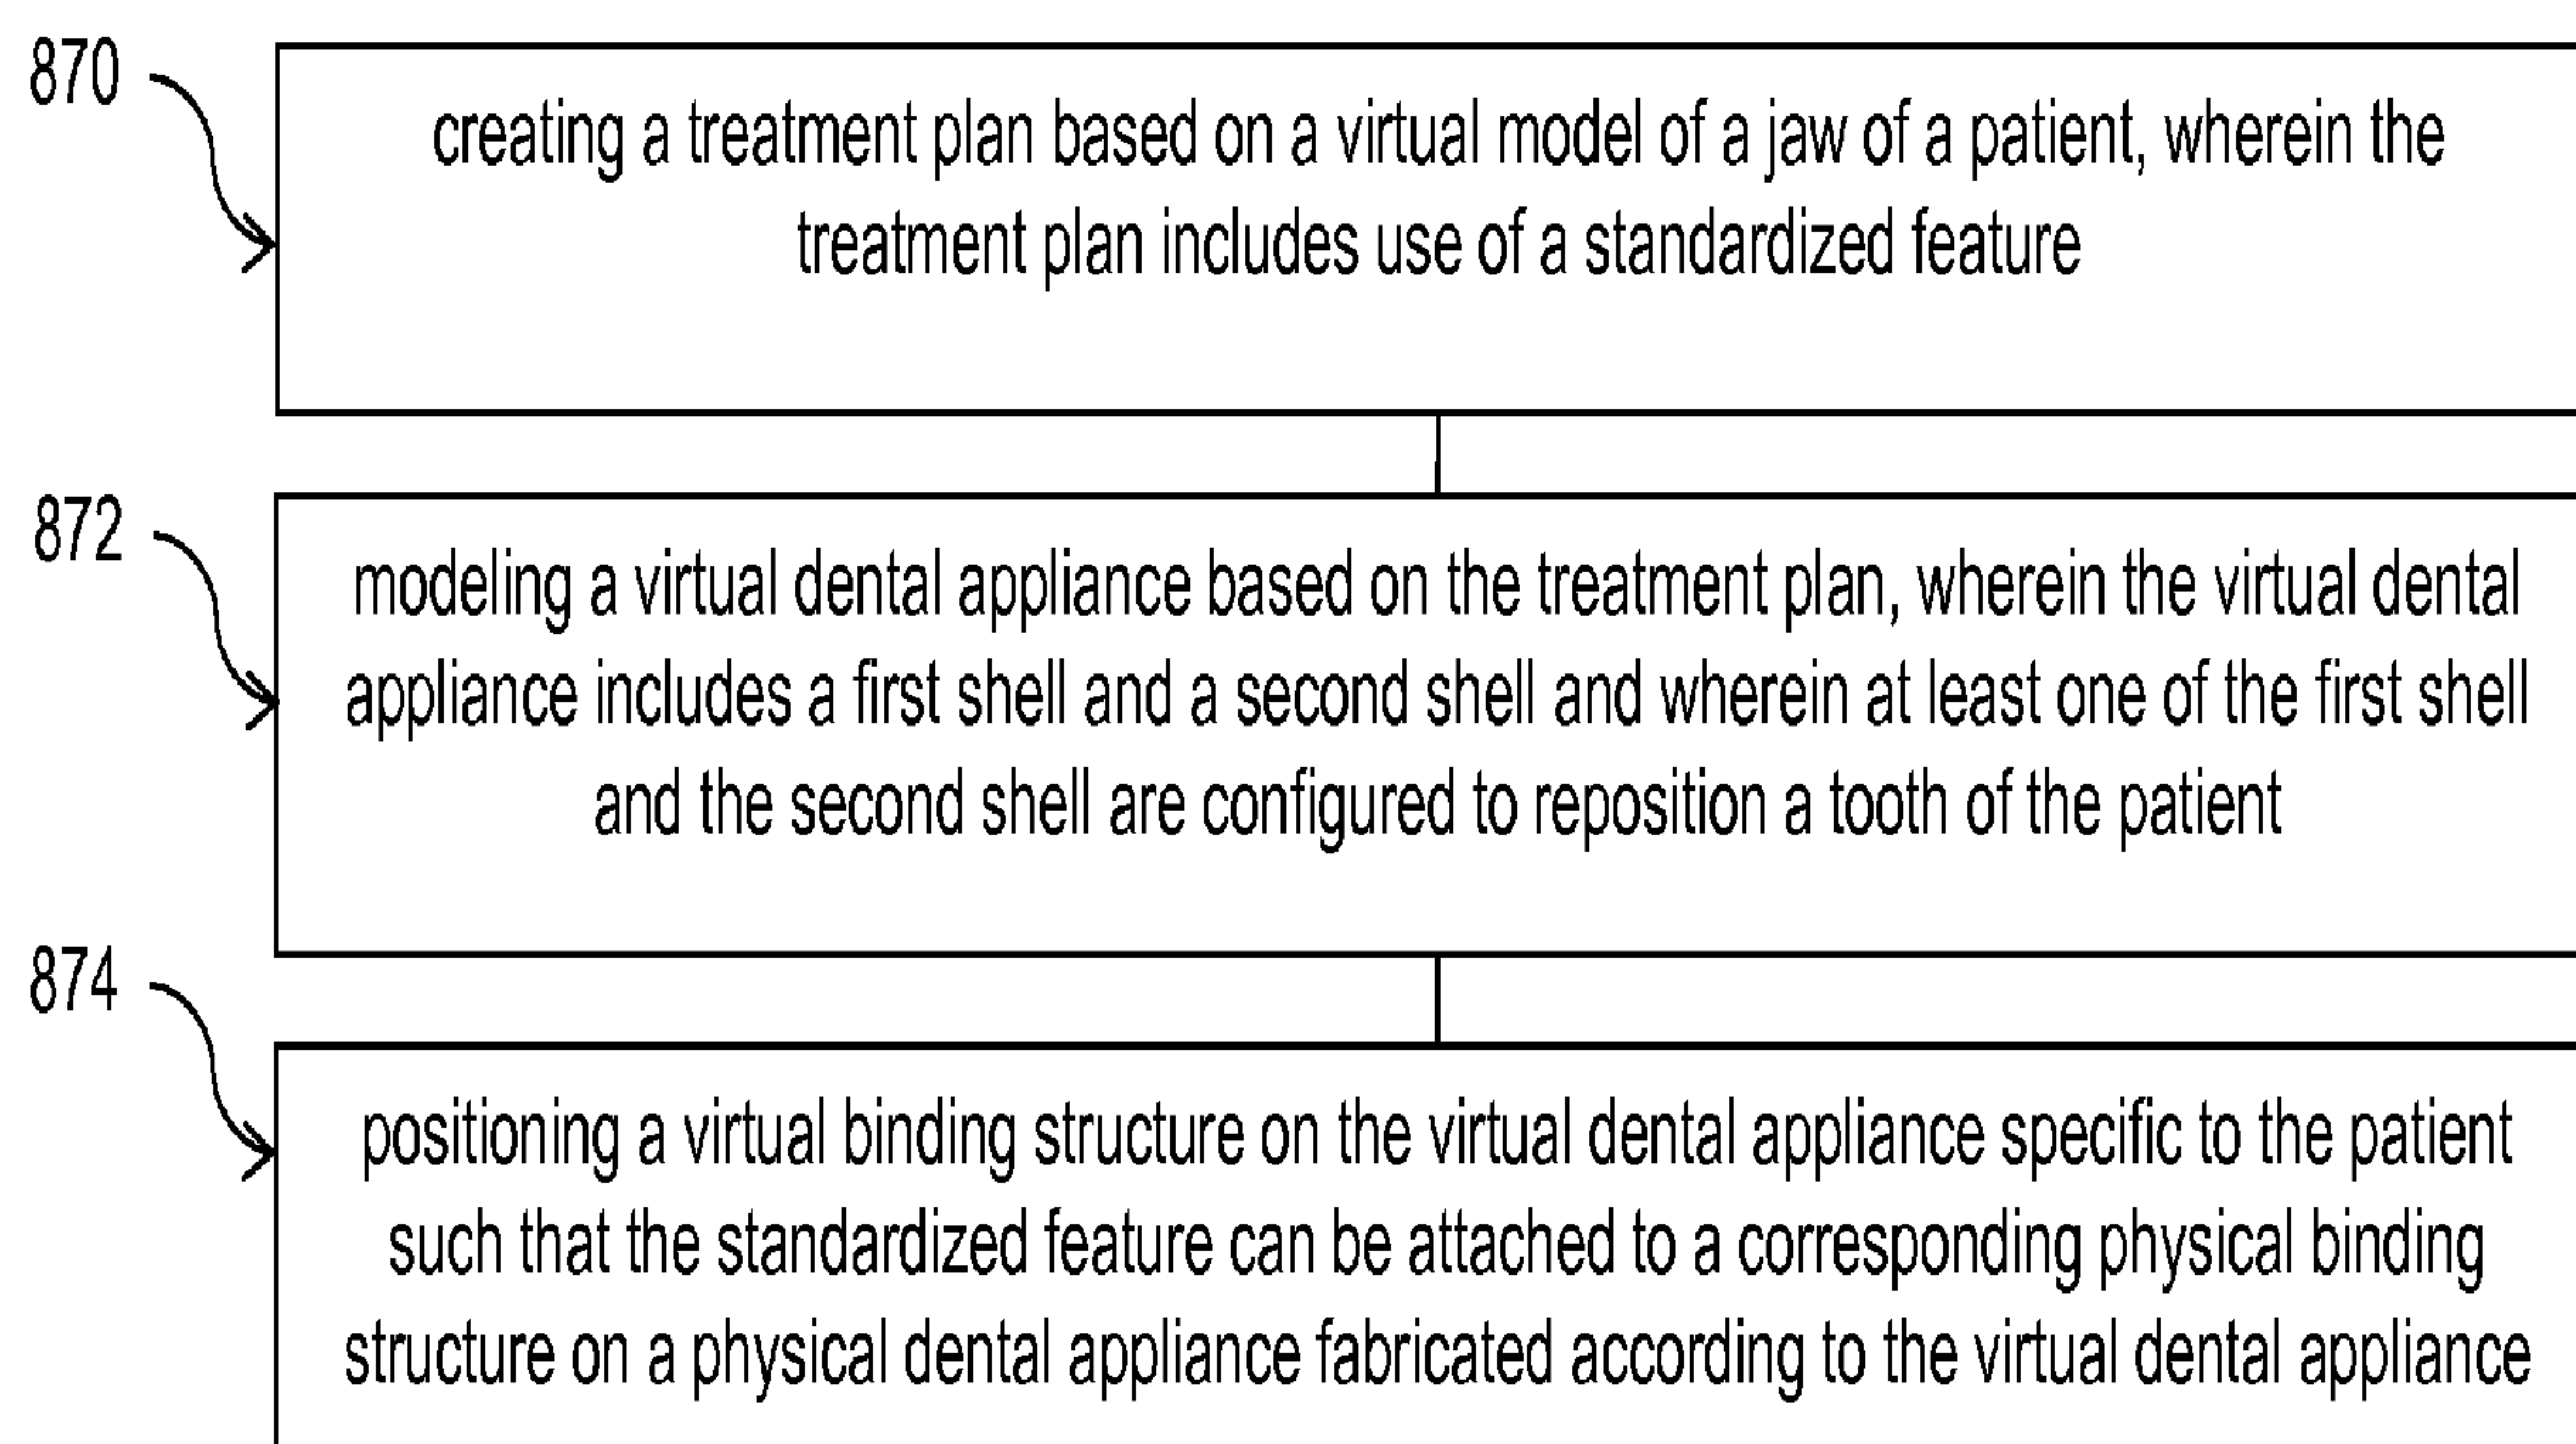 870
creating a treatment plan based on a virtual model of a jaw of a patient, wherein the
treatment plan includes use of a standardized feature
872
modeling a virtual dental appliance based on the treatment plan, wherein the virtual dental
appliance includes a first shell and a second shell and wherein at least one of the first shell
and the second shell are configured to reposition a tooth of the patient
874
positioning a virtual binding structure on the virtual dental appliance specific to the patient
such that the standardized feature can be attached to a corresponding physical binding
structure on a physical dental appliance fabricated according to the virtual dental appliance